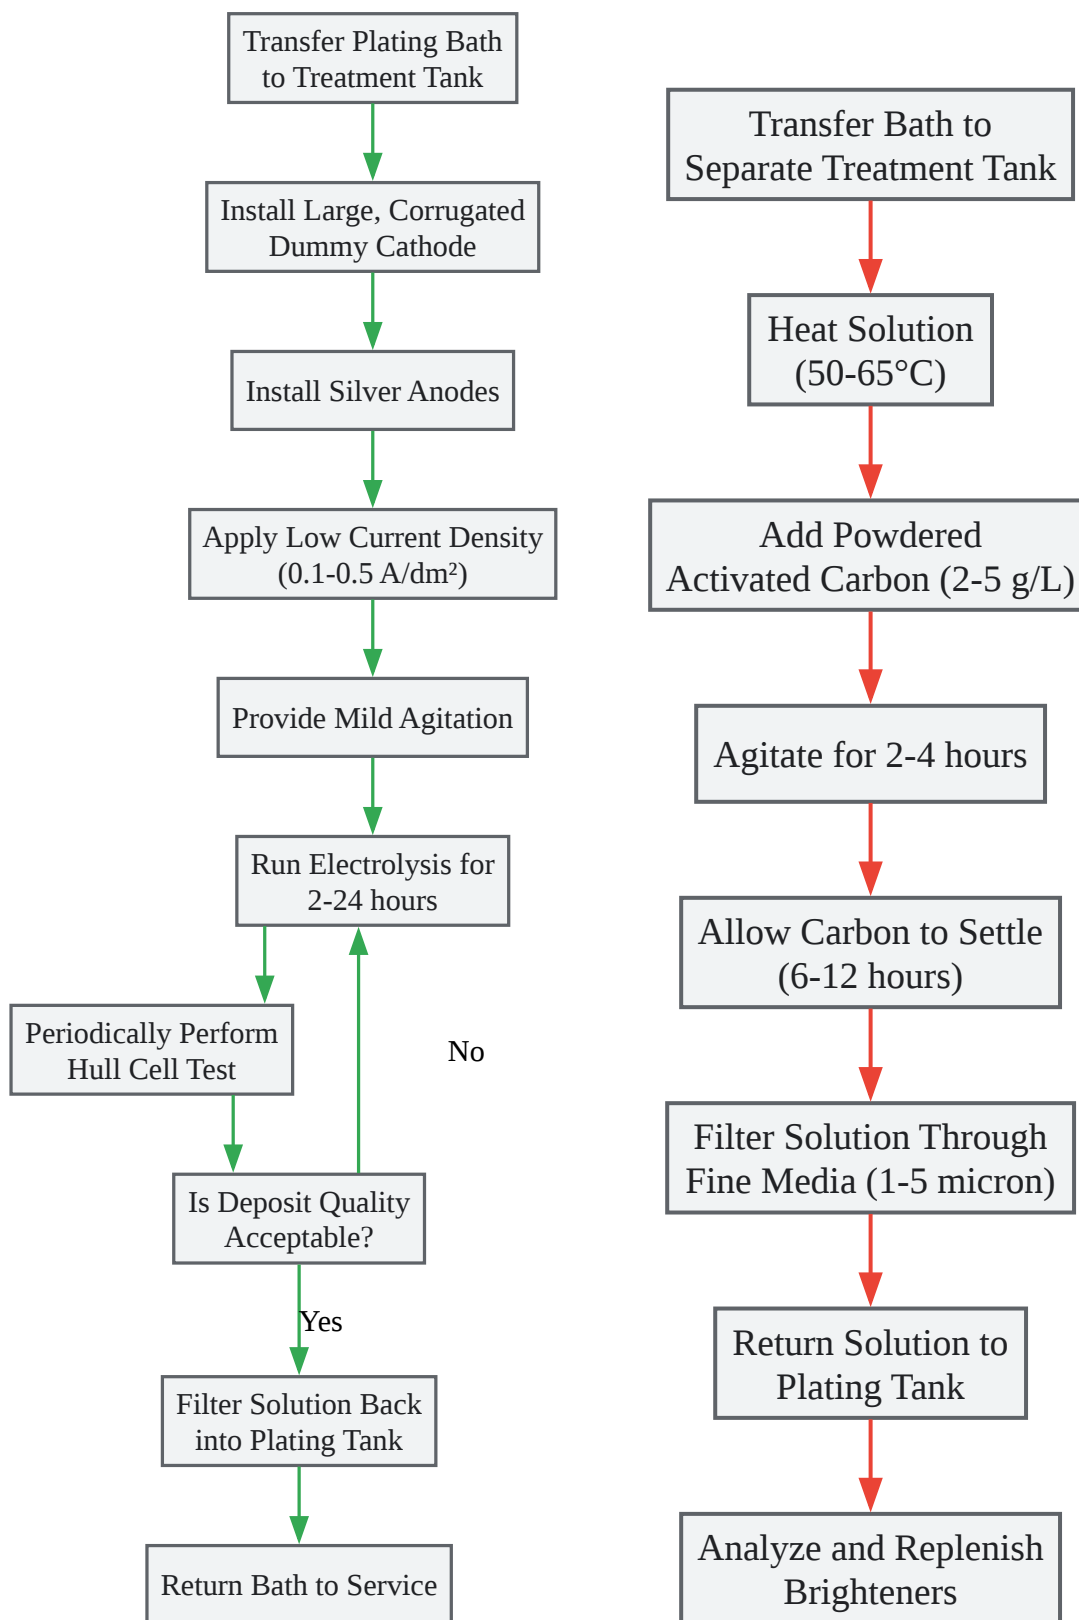 Transfer Plating Bath
to Treatment Tank
Install Large, Corrugated
Dummy Cathode
Install Silver Anodes
Apply Low Current Density
(0.1-0.5 A/dm²)
Provide Mild Agitation
Run Electrolysis for
2-24 hours
Periodically Perform
Hull Cell Test
No
Is Deposit Quality
Acceptable?
Yes
Filter Solution Back
into Plating Tank
Return Bath to Service
Transfer Bath to
Separate Treatment Tank
Heat Solution
(50-65°C)
Add Powdered
Activated Carbon (2-5 g/L)
Agitate for 2-4 hours
Allow Carbon to Settle
(6-12 hours)
Filter Solution Through
Fine Media (1-5 micron)
Return Solution to
Plating Tank
Analyze and Replenish
Brighteners